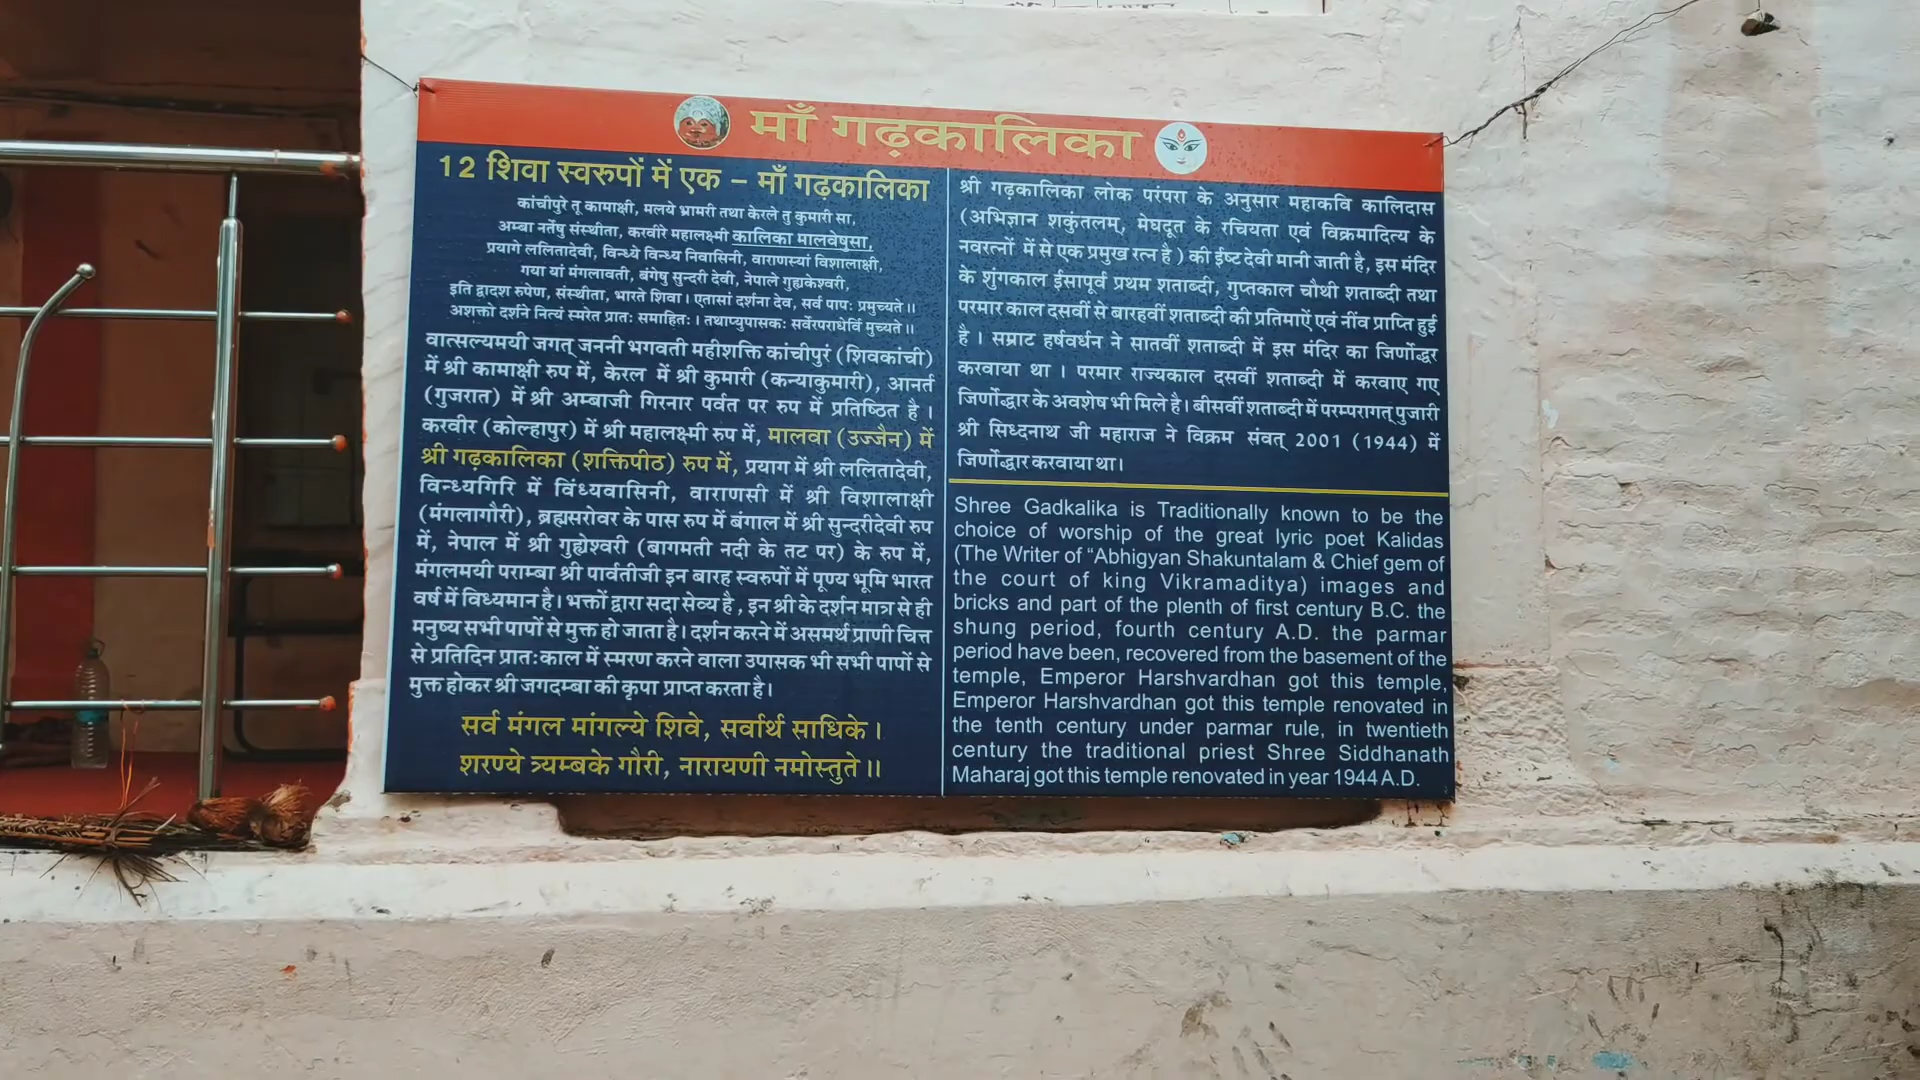 माँ गढ़कालिका
12 शिवा स्वरुपों में एक – माँ गढ़कालिका
कांचीपुरे तू कामाक्षी, मलये भ्रामरी तथा केरले तु कुमारी सा,
अम्बा नर्तेषु संस्थीता, करवीरे महालक्ष्मी कालिका मालवेषुसा,
प्रयागे ललितादेवी, विन्ध्ये विन्ध्य निवासिनी, वाराणस्यां विशालाक्षी,
गया यां मंगलावती, बंगेषु सुन्दरी देवी, नेपाले गुह्यकेश्वरी,
इति द्वादश रुपेण, संस्थीता, भारते शिवा। एतासां दर्शना देव, सर्व पापः प्रमुच्यते।।
अशक्तो दर्शने नित्यं स्मरेत प्रातः समाहितः। तथाप्युपासकः सर्वेरपराधेर्वि मुच्यते।।
वात्सल्यमयी जगत् जननी भगवती महीशक्ति कांचीपुरं (शिवकांची)
में श्री कामाक्षी रुप में, केरल में श्री कुमारी (कन्याकुमारी), आनर्त
(गुजरात) में श्री अम्बाजी गिरनार पर्वत पर रुप में प्रतिष्ठित है।
करवीर (कोल्हापुर) में श्री महालक्ष्मी रुप में, मालवा (उज्जैन) में
श्री गढ़कालिका (शक्तिपीठ) रुप में, प्रयाग में श्री ललितादेवी,
विन्ध्यगिरि में विंध्यवासिनी, वाराणसी में श्री विशालाक्षी
(मंगलागौरी), ब्रह्मसरोवर के पास रुप में बंगाल में श्री सुन्दरीदेवी रुप
में, नेपाल में श्री गुह्येश्वरी (बागमती नदी के तट पर) के रुप में,
मंगलमयी पराम्बा श्री पार्वतीजी इन बारह स्वरुपों में पूण्य भूमि भारत
वर्ष में विध्यमान है। भक्तों द्वारा सदा सेव्य है, इन श्री के दर्शन मात्र से ही
मनुष्य सभी पापों से मुक्त हो जाता है। दर्शन करने में असमर्थ प्राणी चित्त
से प्रतिदिन प्रातःकाल में स्मरण करने वाला उपासक भी सभी पापों से
मुक्त होकर श्री जगदम्बा की कृपा प्राप्त करता है।
सर्व मंगल मांगल्ये शिवे, सर्वार्थ साधिके।
शरण्ये त्र्यम्बके गौरी, नारायणी नमोस्तुते।।
श्री गढ़कालिका लोक परंपरा के अनुसार महाकवि कालिदास
(अभिज्ञान शकुंतलम्, मेघदूत के रचियता एवं विक्रमादित्य के
नवरत्नों में से एक प्रमुख रत्न है) की ईष्ट देवी मानी जाती है, इस मंदिर
के शुंगकाल ईसापूर्व प्रथम शताब्दी, गुप्तकाल चौथी शताब्दी तथा
परमार काल दसवीं से बारहवीं शताब्दी की प्रतिमाऐं एवं नींव प्राप्ति हुई
है। सम्राट हर्षवर्धन ने सातवीं शताब्दी में इस मंदिर का जिर्णोद्धर
करवाया था। परमार राज्यकाल दसवीं शताब्दी में करवाए गए
जिर्णोद्धार के अवशेष भी मिले है। बीसवीं शताब्दी में परम्परागत् पुजारी
श्री सिध्दनाथ जी महाराज ने विक्रम संवत् 2001 (1944) में
जिर्णोद्धार करवाया था।
Shree Gadkalika is Traditionally known to be the
choice of worship of the great lyric poet Kalidas
(The Writer of “Abhigyan Shakuntalam & Chief gem of
the court of king Vikramaditya) images and
bricks and part of the plenth of first century B.C. the
shung period, fourth century A.D. the parmar
period have been, recovered from the basement of the
temple, Emperor Harshvardhan got this temple,
Emperor Harshvardhan got this temple renovated in
the tenth century under parmar rule, in twentieth
century the traditional priest Shree Siddhanath
Maharaj got this temple renovated in year 1944 A.D.